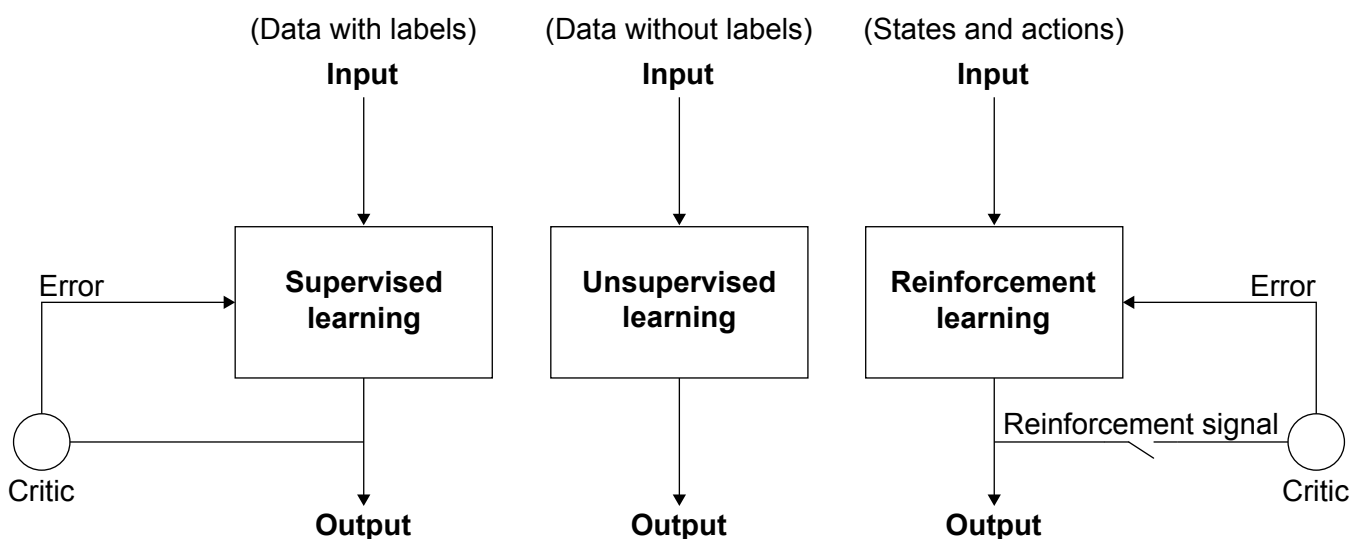 (Data with labels)
(Data without labels)
(States and actions)
Input
Input
Input
Supervised
learning
Unsupervised
learning
Reinforcement
learning
Error
Error
Reinforcement signal
Critic
Critic
Output
Output
Output